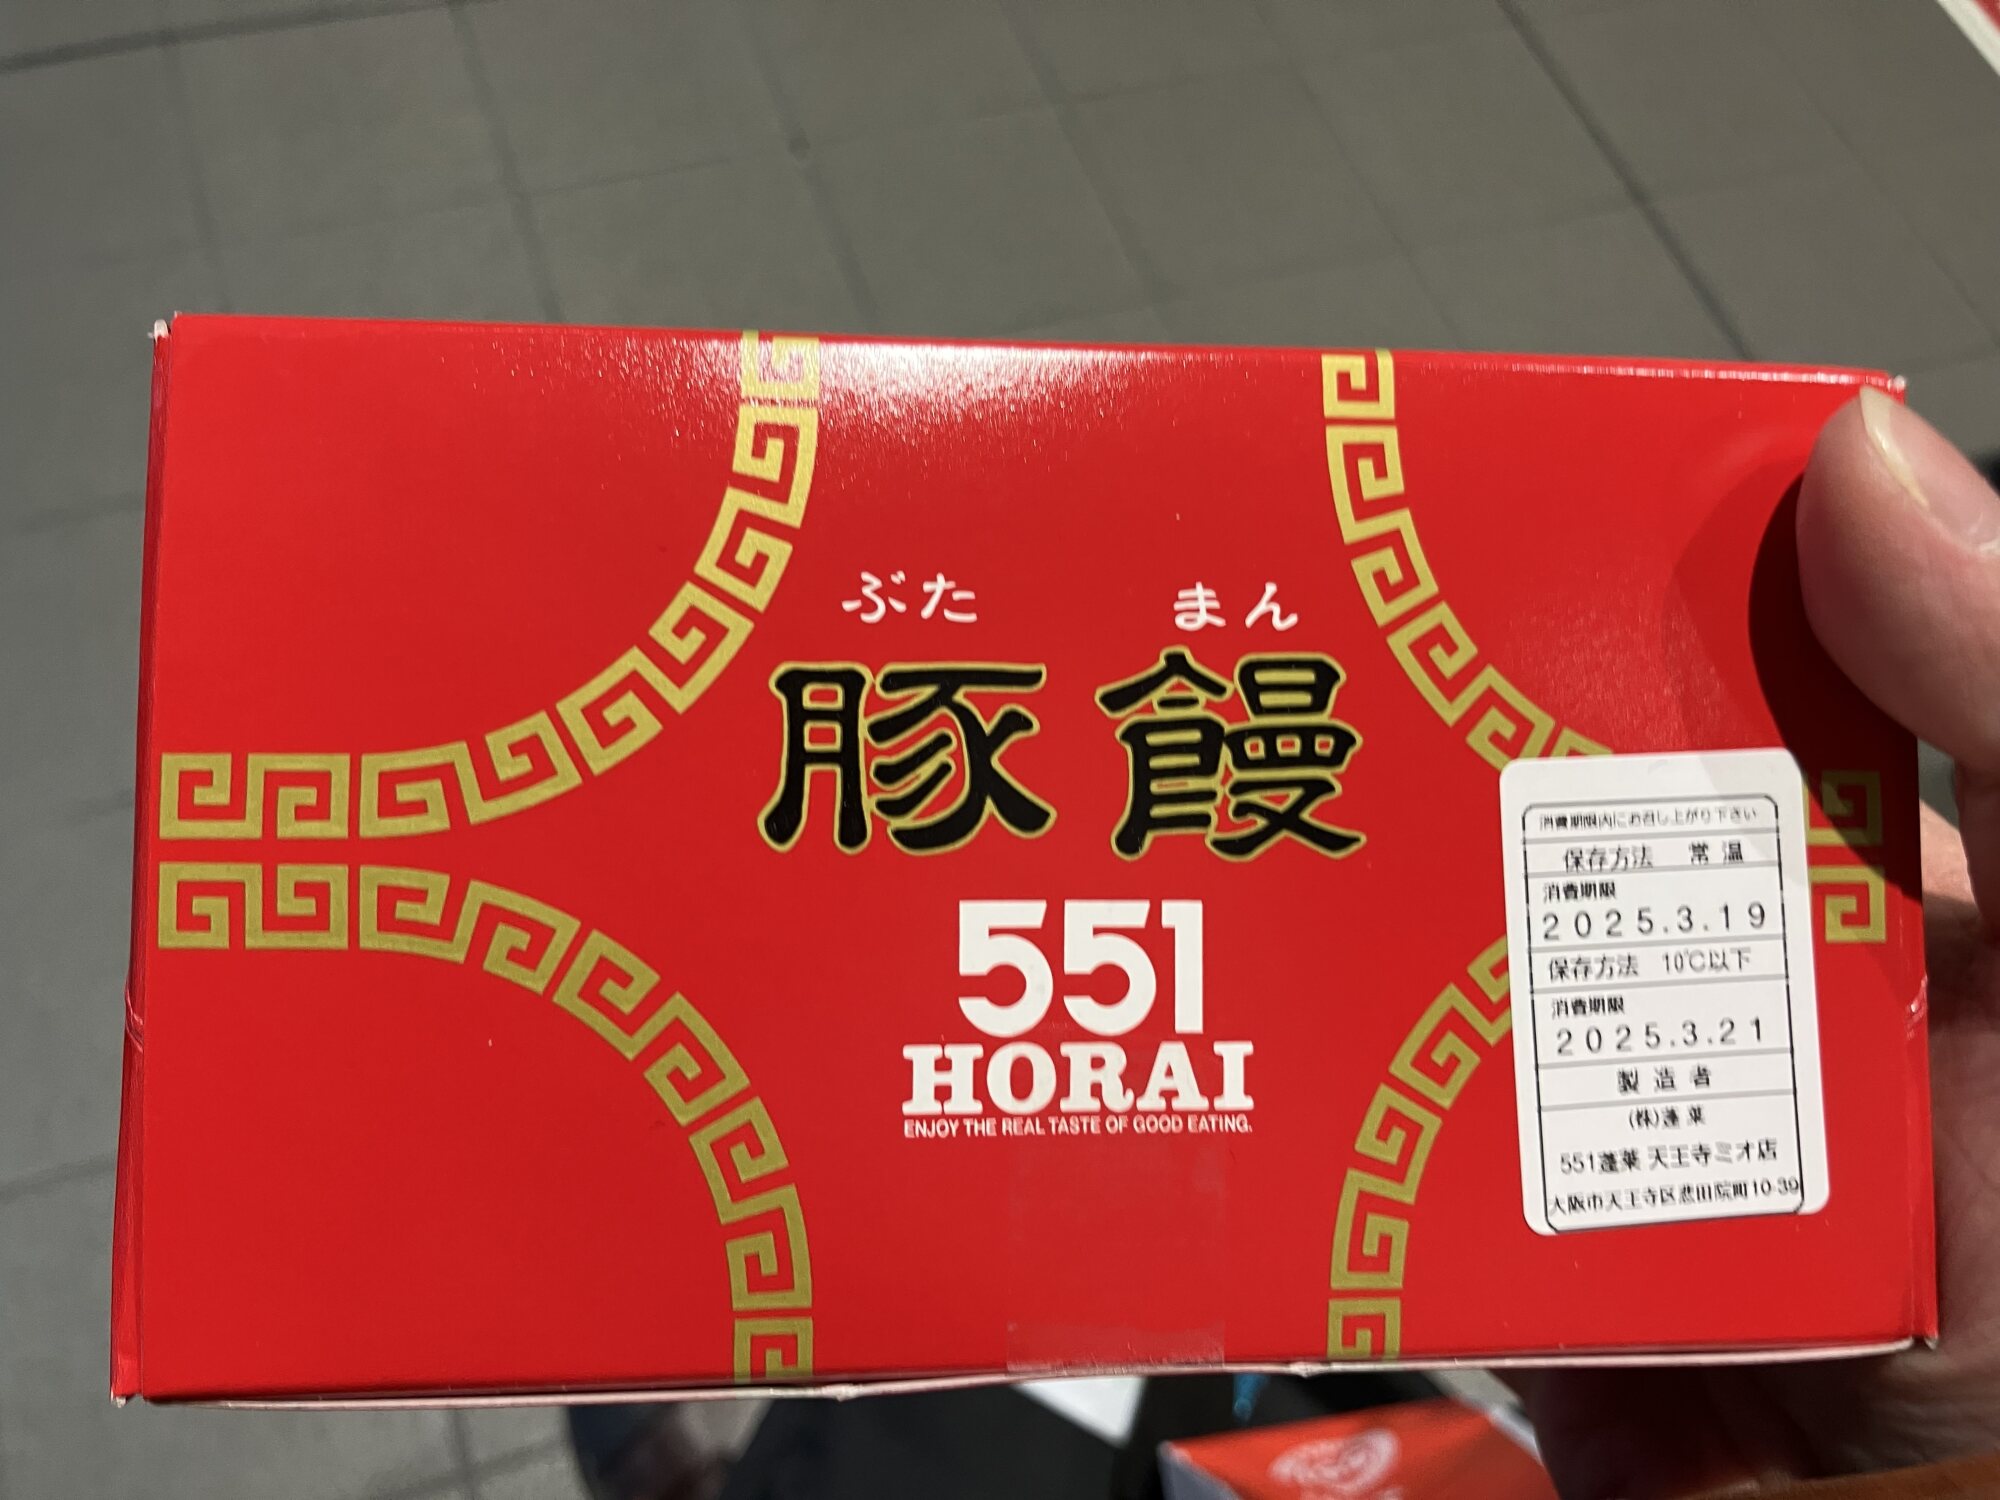 ぶた まん
豚饅
551
HORAI
ENJOY THE REAL TASTE OF GOOD EATING.
消費期限内にお召し上がり下さい
保存方法 常温
消費期限
2025.3.19
保存方法 10℃以下
消費期限
2025.3.21
製造者
(株)蓬莱
551蓬莱 天王寺ミオ店
大阪市天王寺区悲田院町10-39